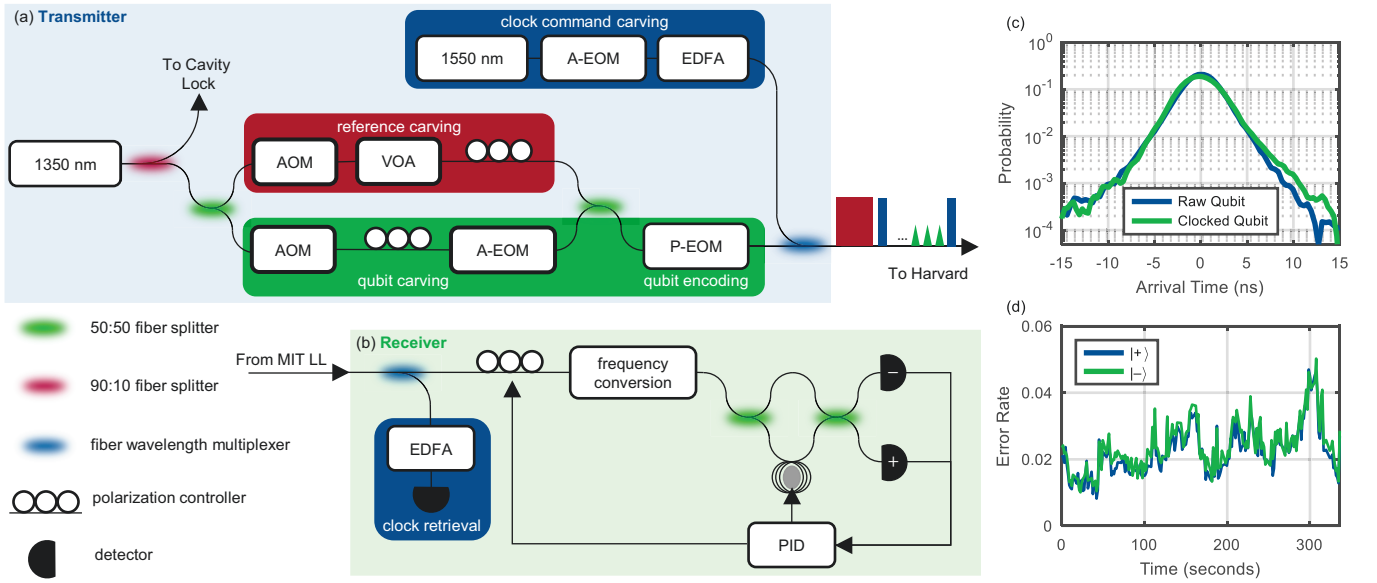 (a) Transmitter
clock command carving
1550 nm
A-EOM
EDFA
To Cavity
Lock
reference carving
1350 nm
AOM
VOA
AOM
A-EOM
P-EOM
qubit carving
qubit encoding
...
To Harvard
50:50 fiber splitter
90:10 fiber splitter
fiber wavelength multiplexer
polarization controller
detector
(b) Receiver
From MIT LL
frequency
conversion
−
+
EDFA
clock retrieval
PID
(c)
10^0
10^-1
10^-2
10^-3
10^-4
Probability
Raw Qubit
Clocked Qubit
-15 -10 -5 0 5 10 15
Arrival Time (ns)
(d)
0.06
0.04
0.02
0
Error Rate
|+⟩
|−⟩
0 100 200 300
Time (seconds)